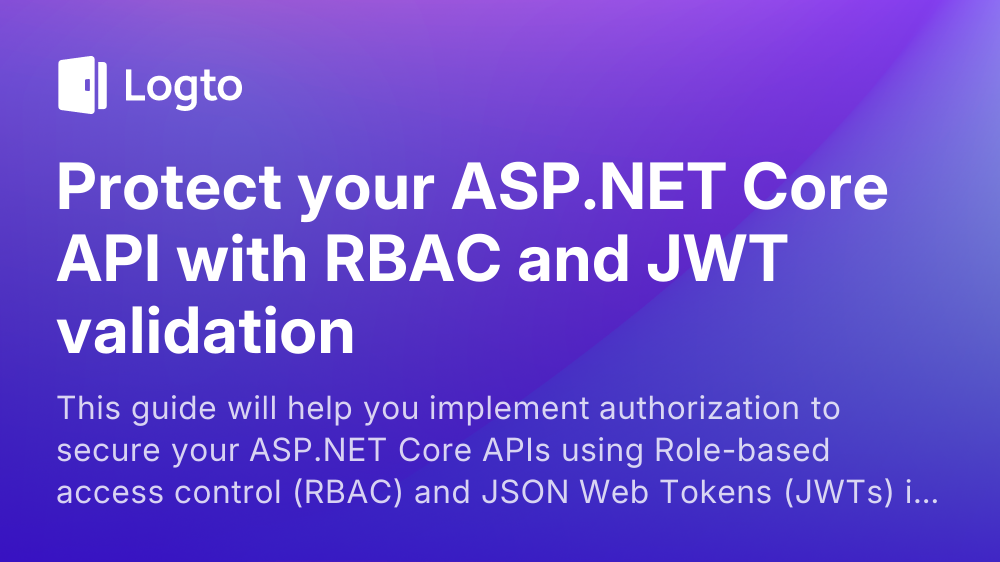 Logto
Protect your ASP.NET Core
API with RBAC and JWT
validation
This guide will help you implement authorization to
secure your ASP.NET Core APIs using Role-based
access control (RBAC) and JSON Web Tokens (JWTs) i...